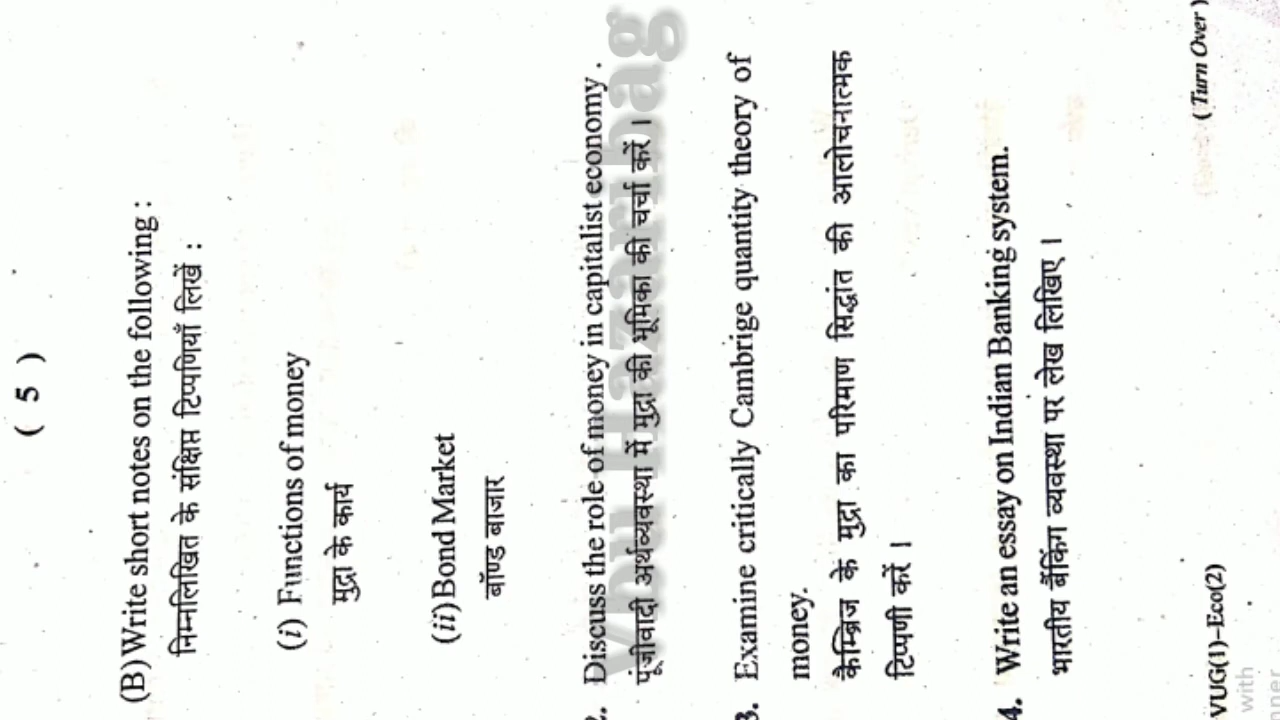 ( 5 )
(B) Write short notes on the following :
निम्नलिखित के संक्षिप्त टिप्पणियाँ लिखें :
(i) Functions of money
मुद्रा के कार्य
(ii) Bond Market
बॉण्ड बाजार
2. Discuss the role of money in capitalist economy .
पूंजीवादी अर्थव्यवस्था में मुद्रा की भूमिका की चर्चा करें ।
3. Examine critically Cambrige quantity theory of
money.
कैम्ब्रिज के मुद्रा का परिमाण सिद्धांत की आलोचनात्मक
टिप्पणी करें ।
4. Write an essay on Indian Banking system.
भारतीय बैंकिंग व्यवस्था पर लेख लिखिए ।
VUG(1)–Eco(2)
( Turn Over )
with